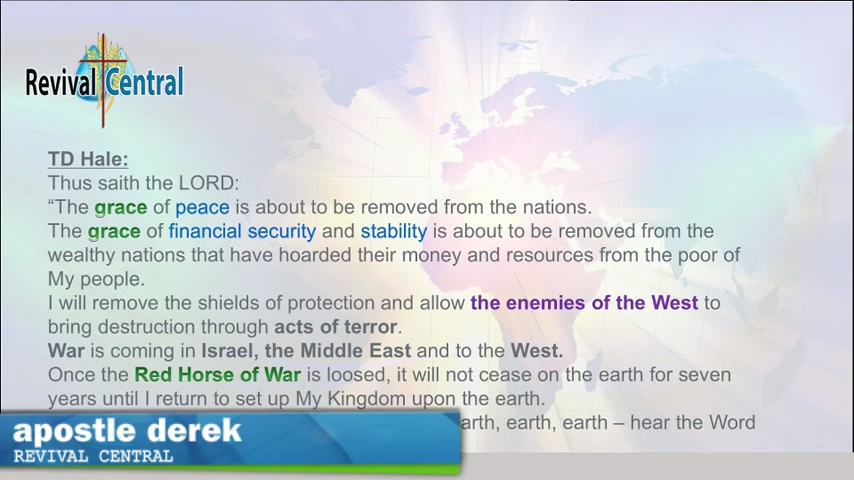 Revival Central
TD Hale:
Thus saith the LORD:
“The grace of peace is about to be removed from the nations.
The grace of financial security and stability is about to be removed from the
wealthy nations that have hoarded their money and resources from the poor of
My people.
I will remove the shields of protection and allow the enemies of the West to
bring destruction through acts of terror.
War is coming in Israel, the Middle East and to the West.
Once the Red Horse of War is loosed, it will not cease on the earth for seven
years until I return to set up My Kingdom upon the earth.
earth, earth – hear the Word
apostle derek
REVIVAL CENTRAL